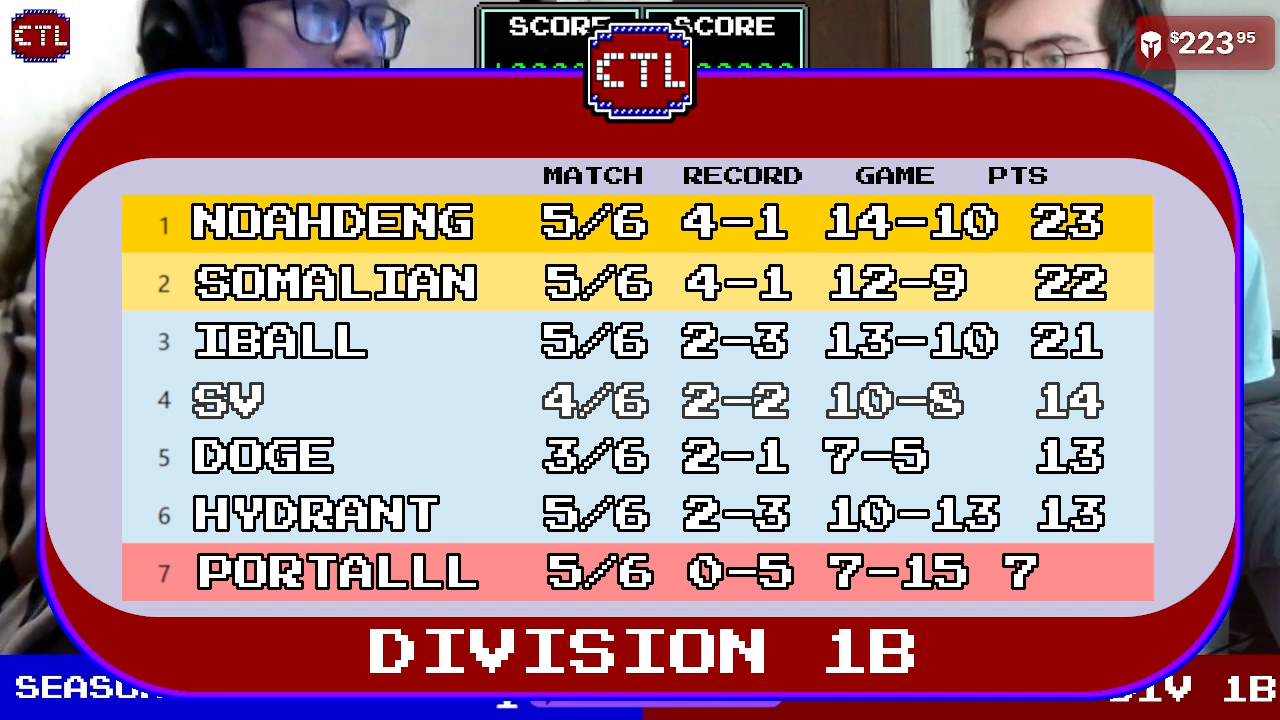 CTL
SCORE SCORE
CTL
$223.95
MATCH RECORD GAME PTS
1 NOAHDENG 5/6 4-1 14-10 23
2 SOMALIAN 5/6 4-1 12-9 22
3 IBALL 5/6 2-3 13-10 21
4 SV 4/6 2-2 10-8 14
5 DOGE 3/6 2-1 7-5 13
6 HYDRANT 5/6 2-3 10-13 13
7 PORTALLL 5/6 0-5 7-15 7
DIVISION 1B
DIV 1B